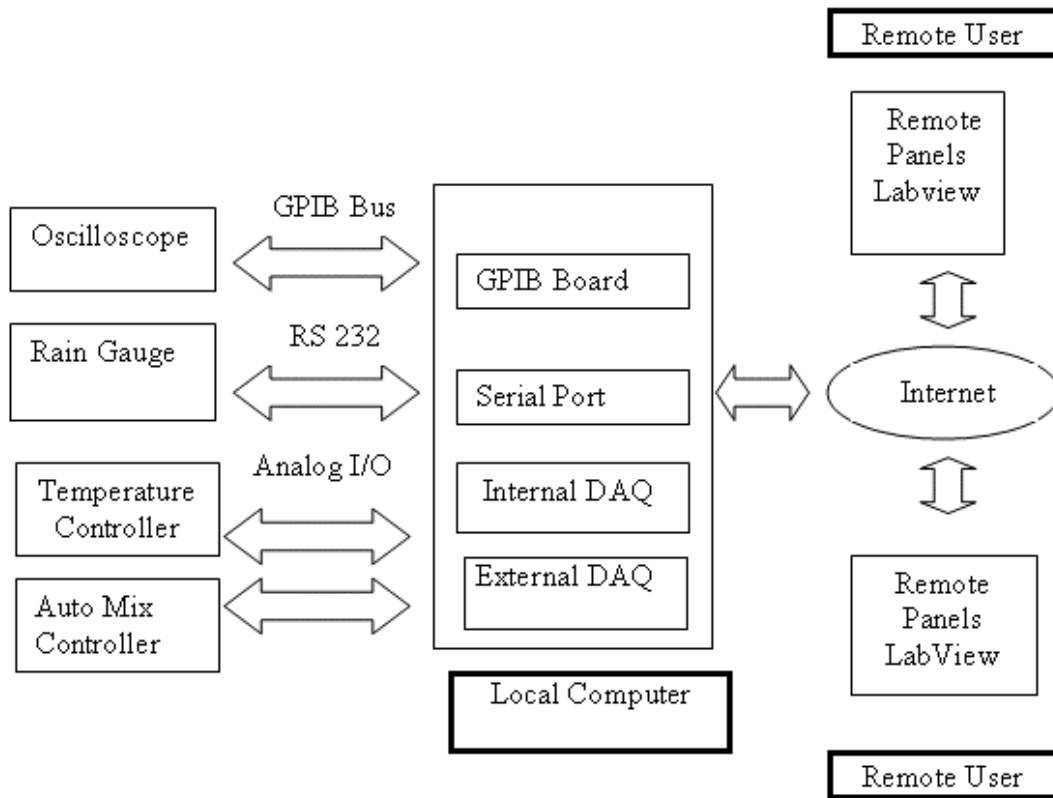 Remote User
Remote
Panels
Labview
GPIB Bus
Oscilloscope
GPIB Board
RS 232
Rain Gauge
Serial Port
Internet
Analog I/O
Temperature
Controller
Internal DAQ
External DAQ
Auto Mix
Controller
Remote
Panels
LabView
Local Computer
Remote User